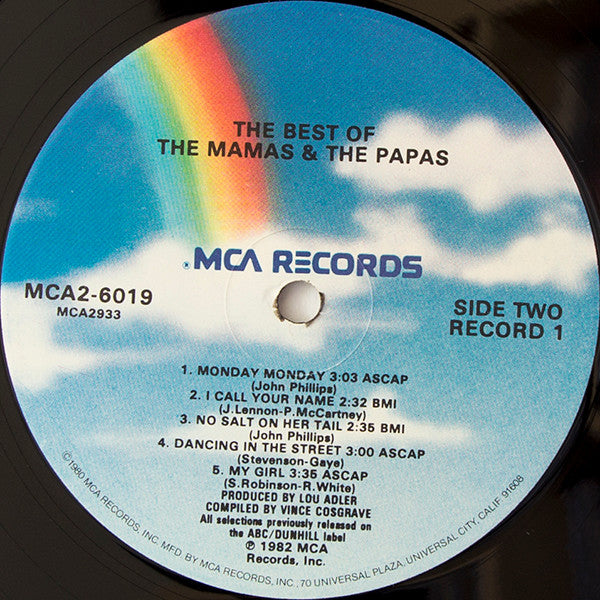 THE BEST OF
THE MAMAS & THE PAPAS
®MCA RECORDS
MCA2-6019
MCA2933
SIDE TWO
RECORD 1
1. MONDAY MONDAY 3:03 ASCAP
(John Phillips)
2. I CALL YOUR NAME 2:32 BMI
(J.Lennon-P.McCartney)
3. NO SALT ON HER TAIL 2:35 BMI
(John Phillips)
4. DANCING IN THE STREET 3:00 ASCAP
(Stevenson-Gaye)
5. MY GIRL 3:35 ASCAP
(S.Robinson-R.White)
PRODUCED BY LOU ADLER
COMPILED BY VINCE COSGRAVE
All selections previously released on
the ABC/DUNHILL label
℗ 1982 MCA
Records, Inc.
©1980 MCA RECORDS, INC. MFD. BY MCA RECORDS, INC., 70 UNIVERSAL PLAZA, UNIVERSAL CITY, CALIF. 91608